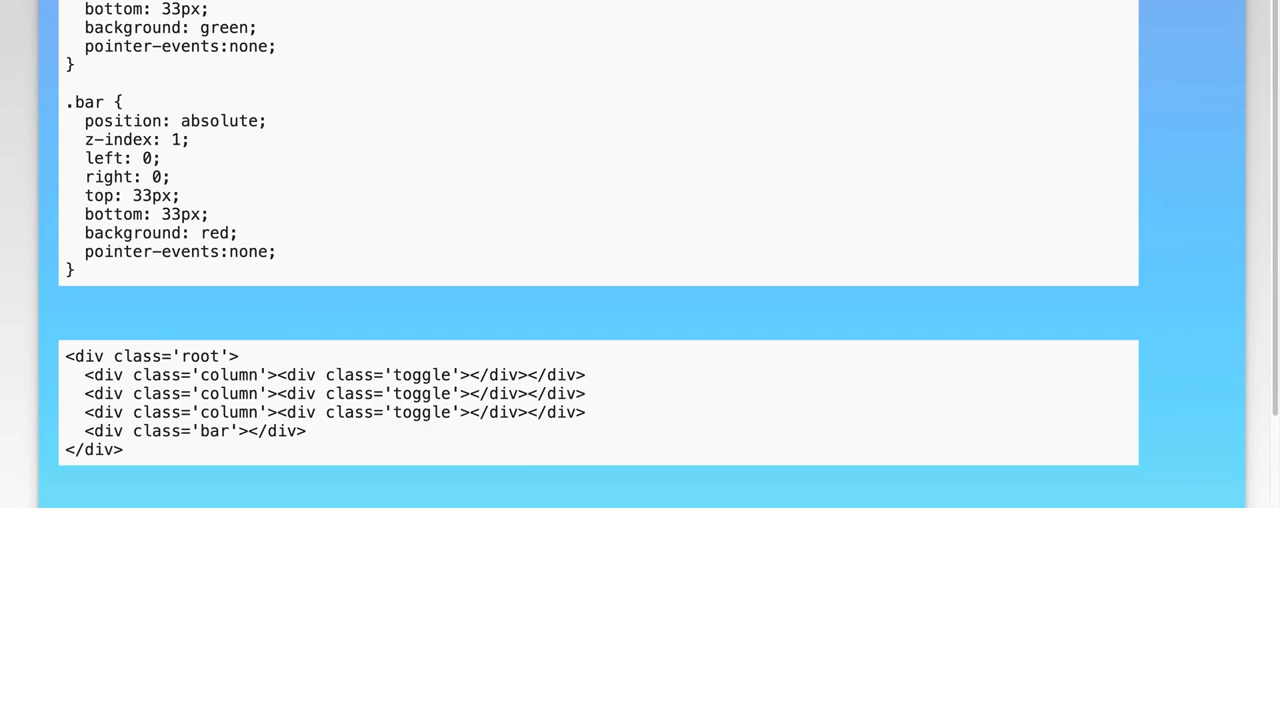 bottom: 33px;
background: green;
pointer-events:none;
}
.bar {
position: absolute;
z-index: 1;
left: 0;
right: 0;
top: 33px;
bottom: 33px;
background: red;
pointer-events:none;
}
<div class='root'>
<div class='column'><div class='toggle'></div></div>
<div class='column'><div class='toggle'></div></div>
<div class='column'><div class='toggle'></div></div>
<div class='bar'></div>
</div>